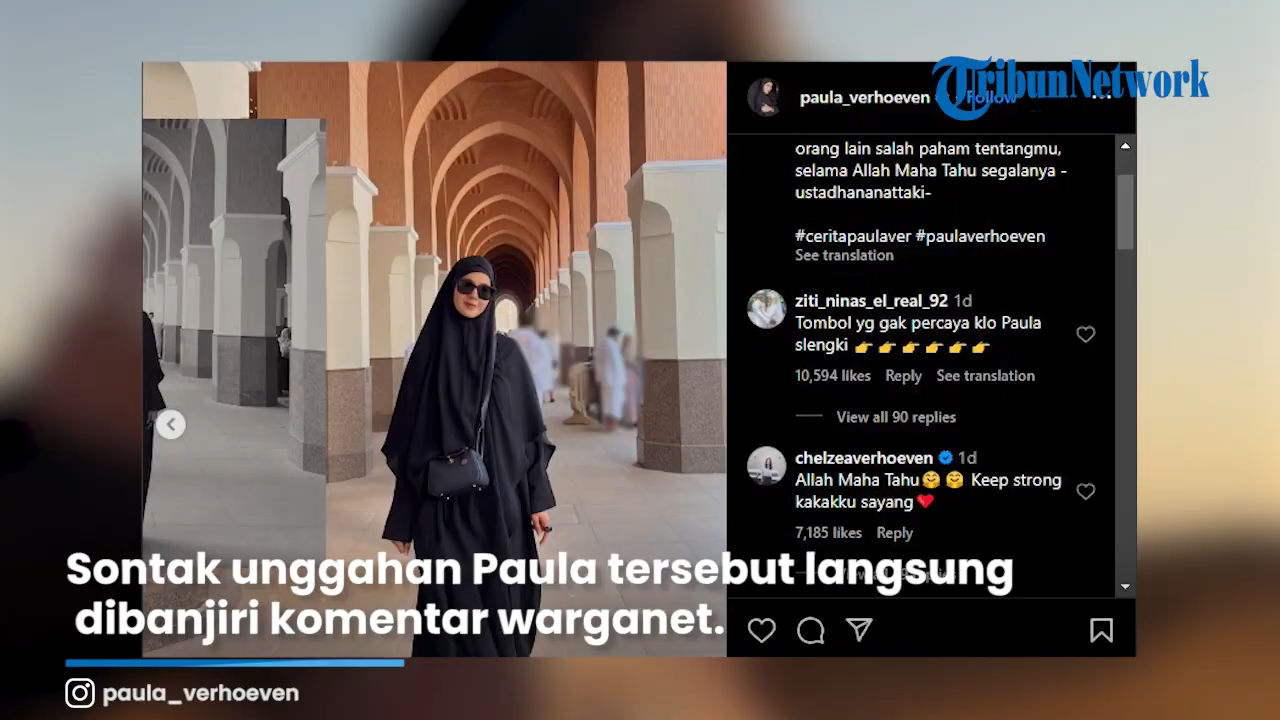 TribunNetwork
paula_verhoeven
Follow
orang lain salah paham tentangmu,
selama Allah Maha Tahu segalanya -
ustadhananattaki-
#ceritapaulaver #paulaverhoeven
See translation
ziti_ninas_el_real_92 1d
Tombol yg gak percaya klo Paula
slengki 👉 👉 👉 👉 👉 👉
10,594 likes Reply See translation
View all 90 replies
chelzeaverhoeven 1d
Allah Maha Tahu🤗 🤗 Keep strong
kakakku sayang❤️
7,185 likes Reply
Sontak unggahan Paula tersebut langsung
dibanjiri komentar warganet.
paula_verhoeven